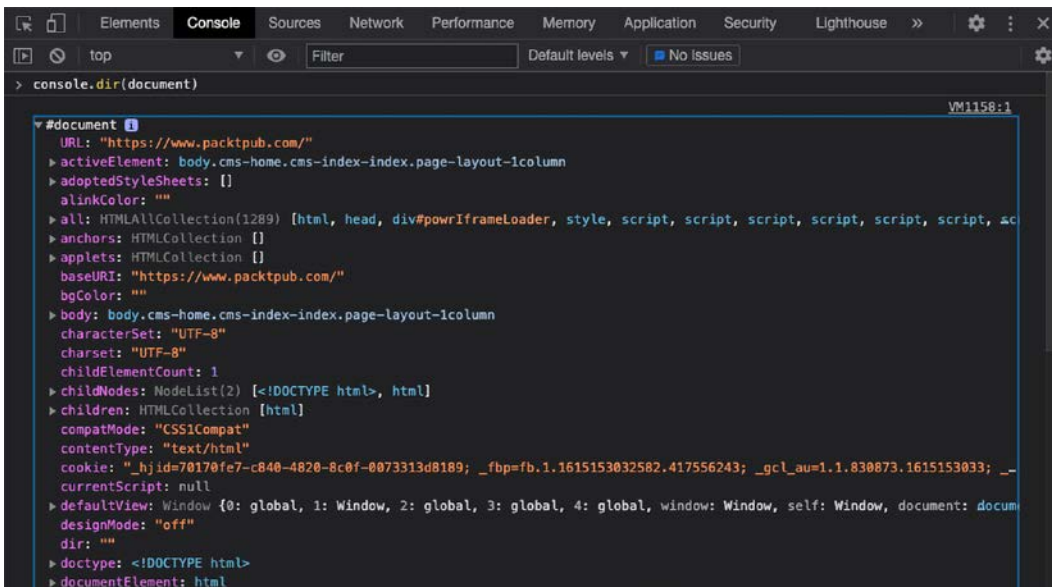 Elements Console Sources Network Performance Memory Application Security Lighthouse »
top Filter Default levels No Issues
> console.dir(document)
VM1158:1
#document i
URL: "https://www.packtpub.com/"
activeElement: body.cms-home.cms-index-index.page-layout-1column
adoptedStyleSheets: []
alinkColor: ""
all: HTMLAllCollection(1289) [html, head, div#powrIframeLoader, style, script, script, script, script, script, script,
anchors: HTMLCollection []
applets: HTMLCollection []
baseURI: "https://www.packtpub.com/"
bgColor: ""
body: body.cms-home.cms-index-index.page-layout-1column
characterSet: "UTF-8"
charset: "UTF-8"
childElementCount: 1
childNodes: NodeList(2) [<!DOCTYPE html>, html]
children: HTMLCollection [html]
compatMode: "CSS1Compat"
contentType: "text/html"
cookie: "_hjid=70170fe7-c840-4820-8c0f-0073313d8189; _fbp=fb.1.1615153032582.417556243; _gcl_au=1.1.830873.1615153033; _…
currentScript: null
defaultView: Window {0: global, 1: Window, 2: global, 3: global, 4: global, window: Window, self: Window, document: docum
designMode: "off"
dir: ""
doctype: <!DOCTYPE html>
documentElement: html